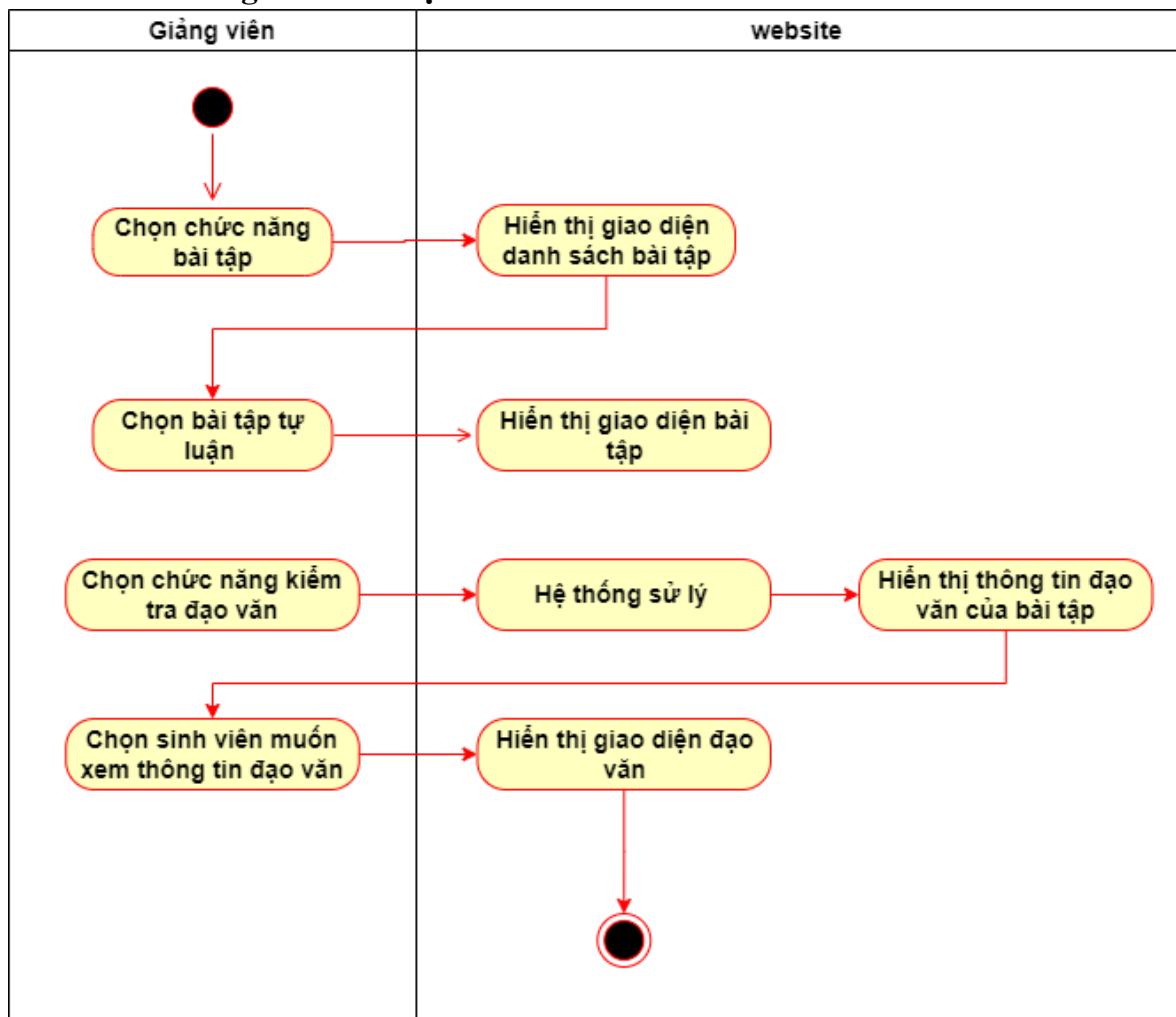 Giảng viên
website
Chọn chức năng
bài tập
Hiển thị giao diện
danh sách bài tập
Chọn bài tập tự
luận
Hiển thị giao diện bài
tập
Chọn chức năng kiểm
tra đạo văn
Hệ thống sử lý
Hiển thị thông tin đạo
văn của bài tập
Chọn sinh viên muốn
xem thông tin đạo văn
Hiển thị giao diện đạo
văn